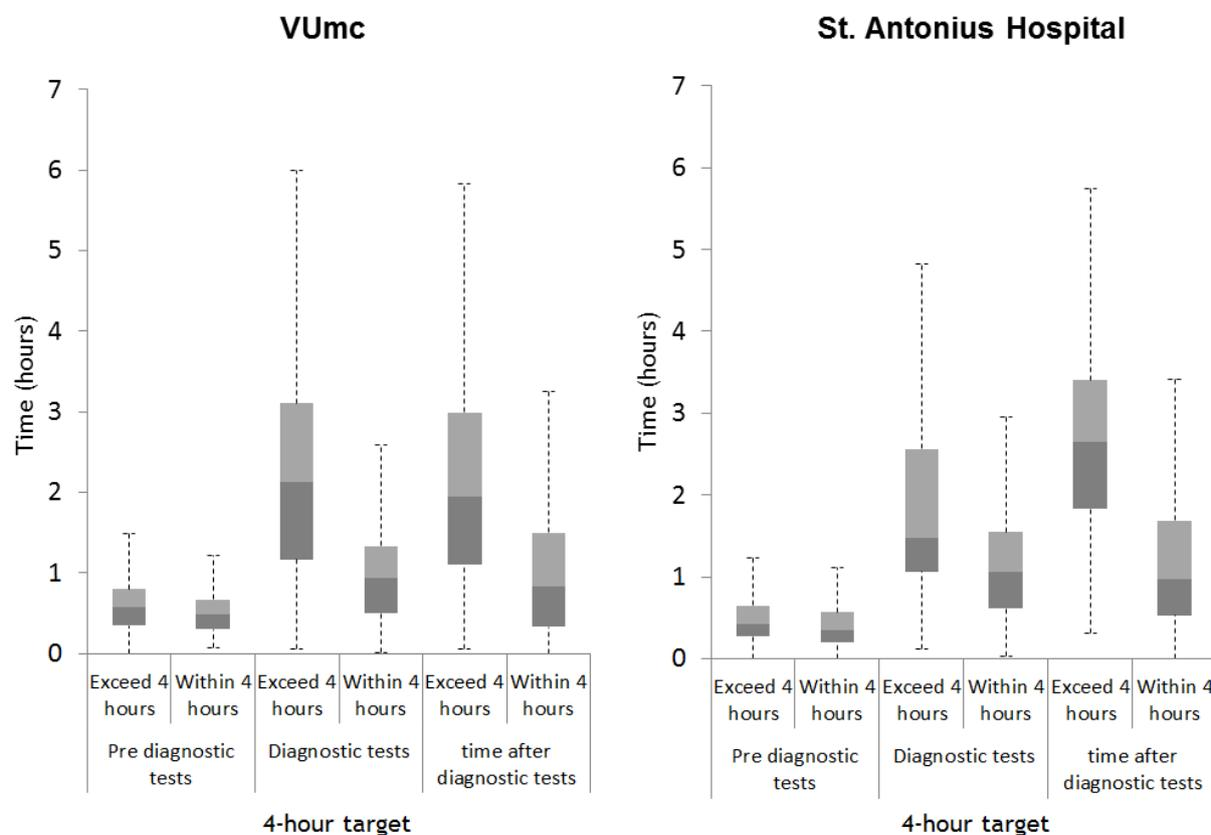 VUmc
7
6
5
4
3
2
1
0
Time (hours)
Exceed 4
hours
Within 4
hours
Exceed 4
hours
Within 4
hours
Exceed 4
hours
Within 4
hours
Pre diagnostic
tests
Diagnostic tests
time after
diagnostic tests
4-hour target
St. Antonius Hospital
7
6
5
4
3
2
1
0
Time (hours)
Exceed 4
hours
Within 4
hours
Exceed 4
hours
Within 4
hours
Exceed 4
hours
Within 4
hours
Pre diagnostic
tests
Diagnostic tests
time after
diagnostic tests
4-hour target